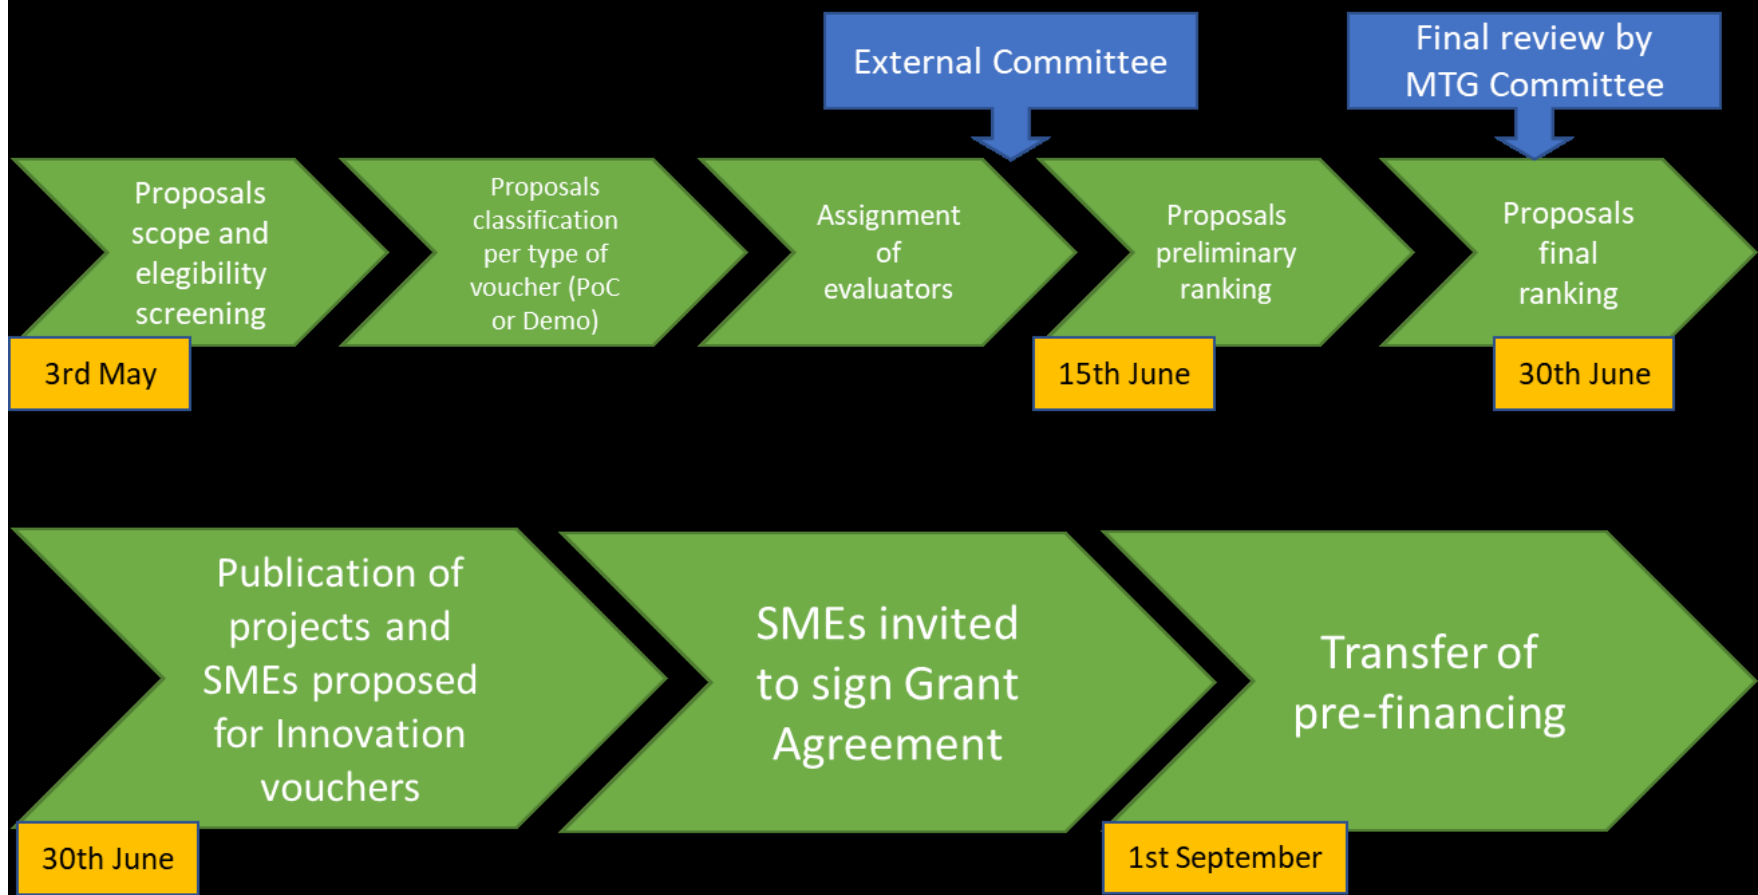 External Committee
Final review by
MTG Committee
Proposals
scope and
elegibility
screening
Proposals
classification
per type of
voucher (PoC
or Demo)
Assignment
of
evaluators
Proposals
preliminary
ranking
Proposals
final
ranking
3rd May
15th June
30th June
Publication of
projects and
SMEs proposed
for Innovation
vouchers
SMEs invited
to sign Grant
Agreement
Transfer of
pre-financing
30th June
1st September